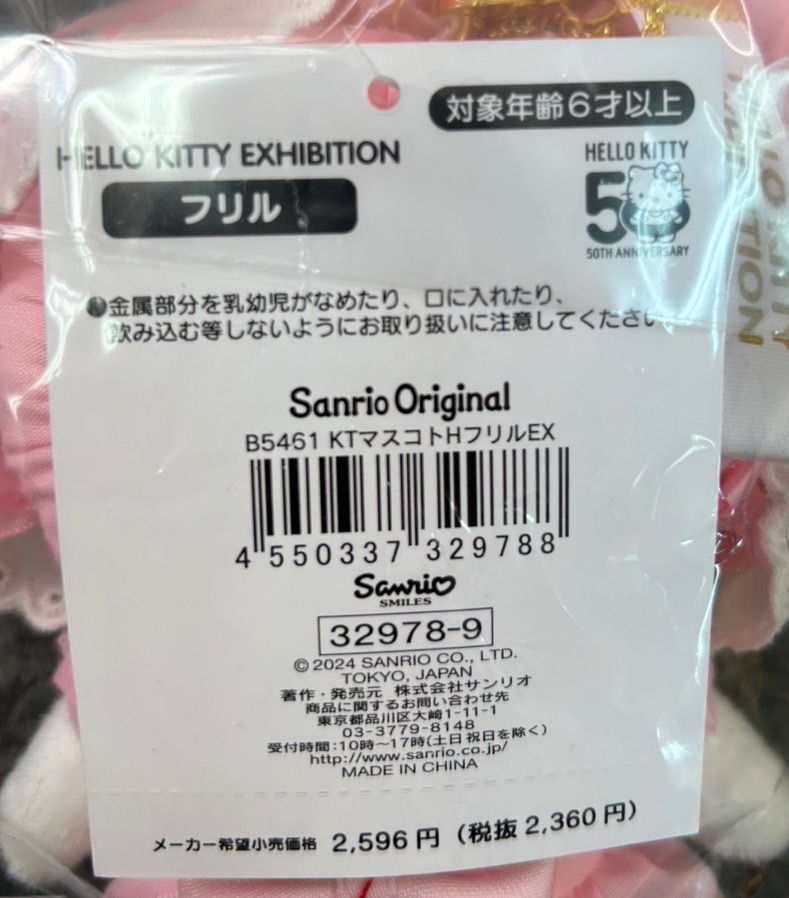 対象年齢6才以上
HELLO KITTY EXHIBITION
フリル
HELLO KITTY
50
50TH ANNIVERSARY
●金属部分を乳幼児がなめたり、口に入れたり、
飲み込む等しないようにお取り扱いに注意してください
Sanrio Original
B5461 KTマスコトHフリルEX
4 550337 329788
Sanrio
SMILES
32978-9
© 2024 SANRIO CO., LTD.
TOKYO, JAPAN
著作・発売元 株式会社サンリオ
商品に関するお問い合わせ先
東京都品川区大崎1-11-1
03-3779-8148
受付時間:10時～17時(土日祝日を除く)
http://www.sanrio.co.jp/
MADE IN CHINA
メーカー希望小売価格 2,596円 (税抜 2,360円)